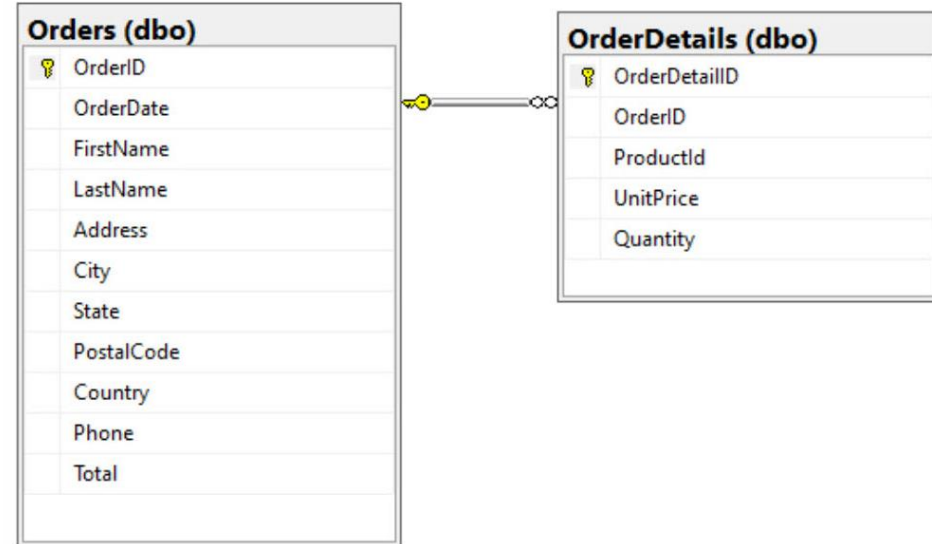 Orders (dbo)
OrderID
OrderDate
FirstName
LastName
Address
City
State
PostalCode
Country
Phone
Total
OrderDetails (dbo)
OrderDetailID
OrderID
ProductId
UnitPrice
Quantity